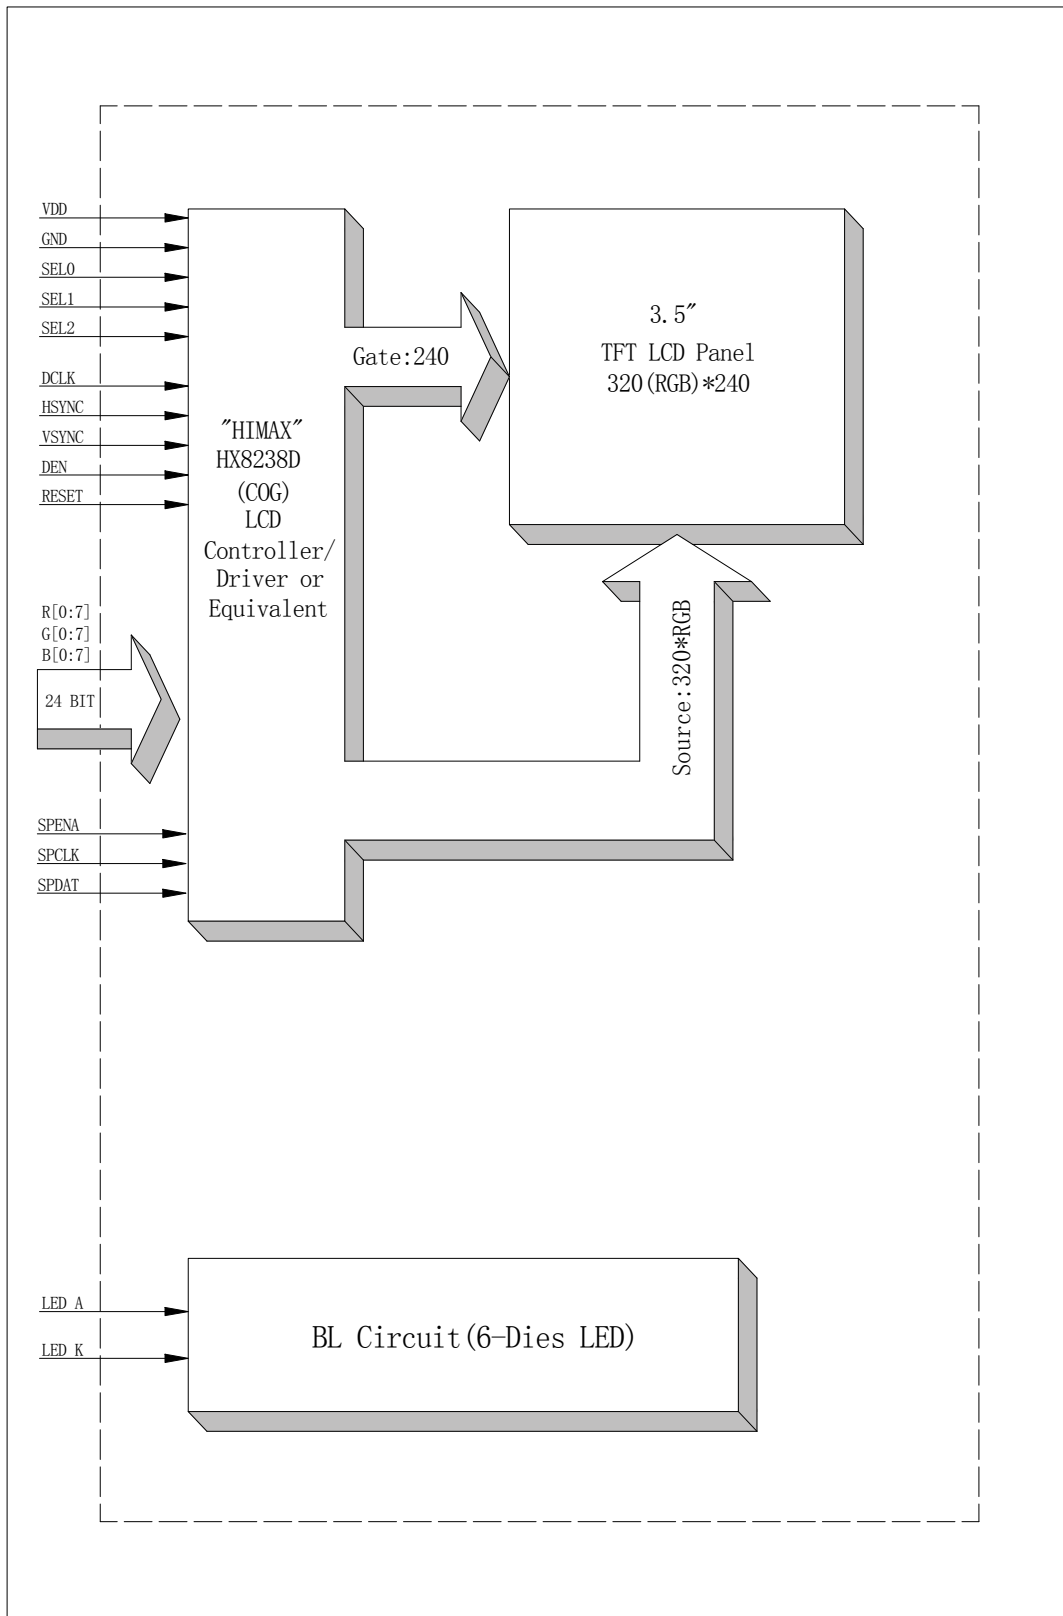 VDD
GND
SEL0
SEL1
SEL2
DCLK
HSYNC
VSYNC
DEN
RESET
R[0:7]
G[0:7]
B[0:7]
24 BIT
SPENA
SPCLK
SPDAT
"HIMAX"
HX8238D
(COG)
LCD
Controller/
Driver or
Equivalent
Gate:240
3.5"
TFT LCD Panel
320(RGB)*240
Source:320*RGB
LED A
LED K
BL Circuit(6-Dies LED)